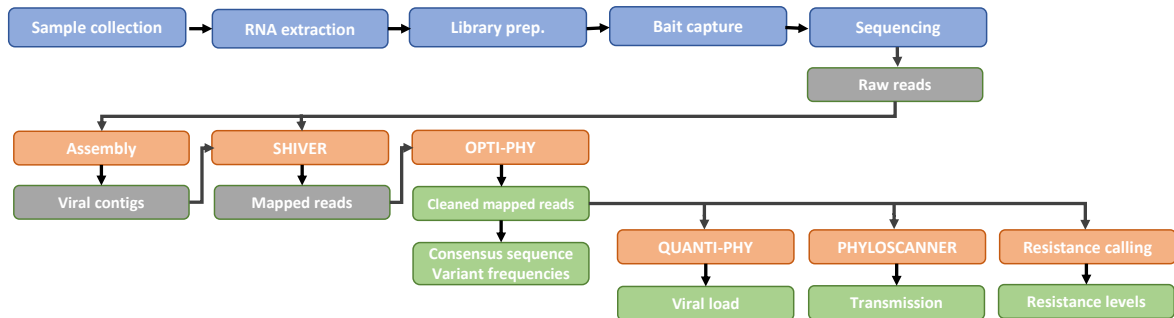 Sample collection
RNA extraction
Library prep.
Bait capture
Sequencing
Raw reads
Assembly
SHIVER
OPTI-PHY
Viral contigs
Mapped reads
Cleaned mapped reads
Consensus sequence
Variant frequencies
QUANTI-PHY
PHYLOSCANNER
Resistance calling
Viral load
Transmission
Resistance levels